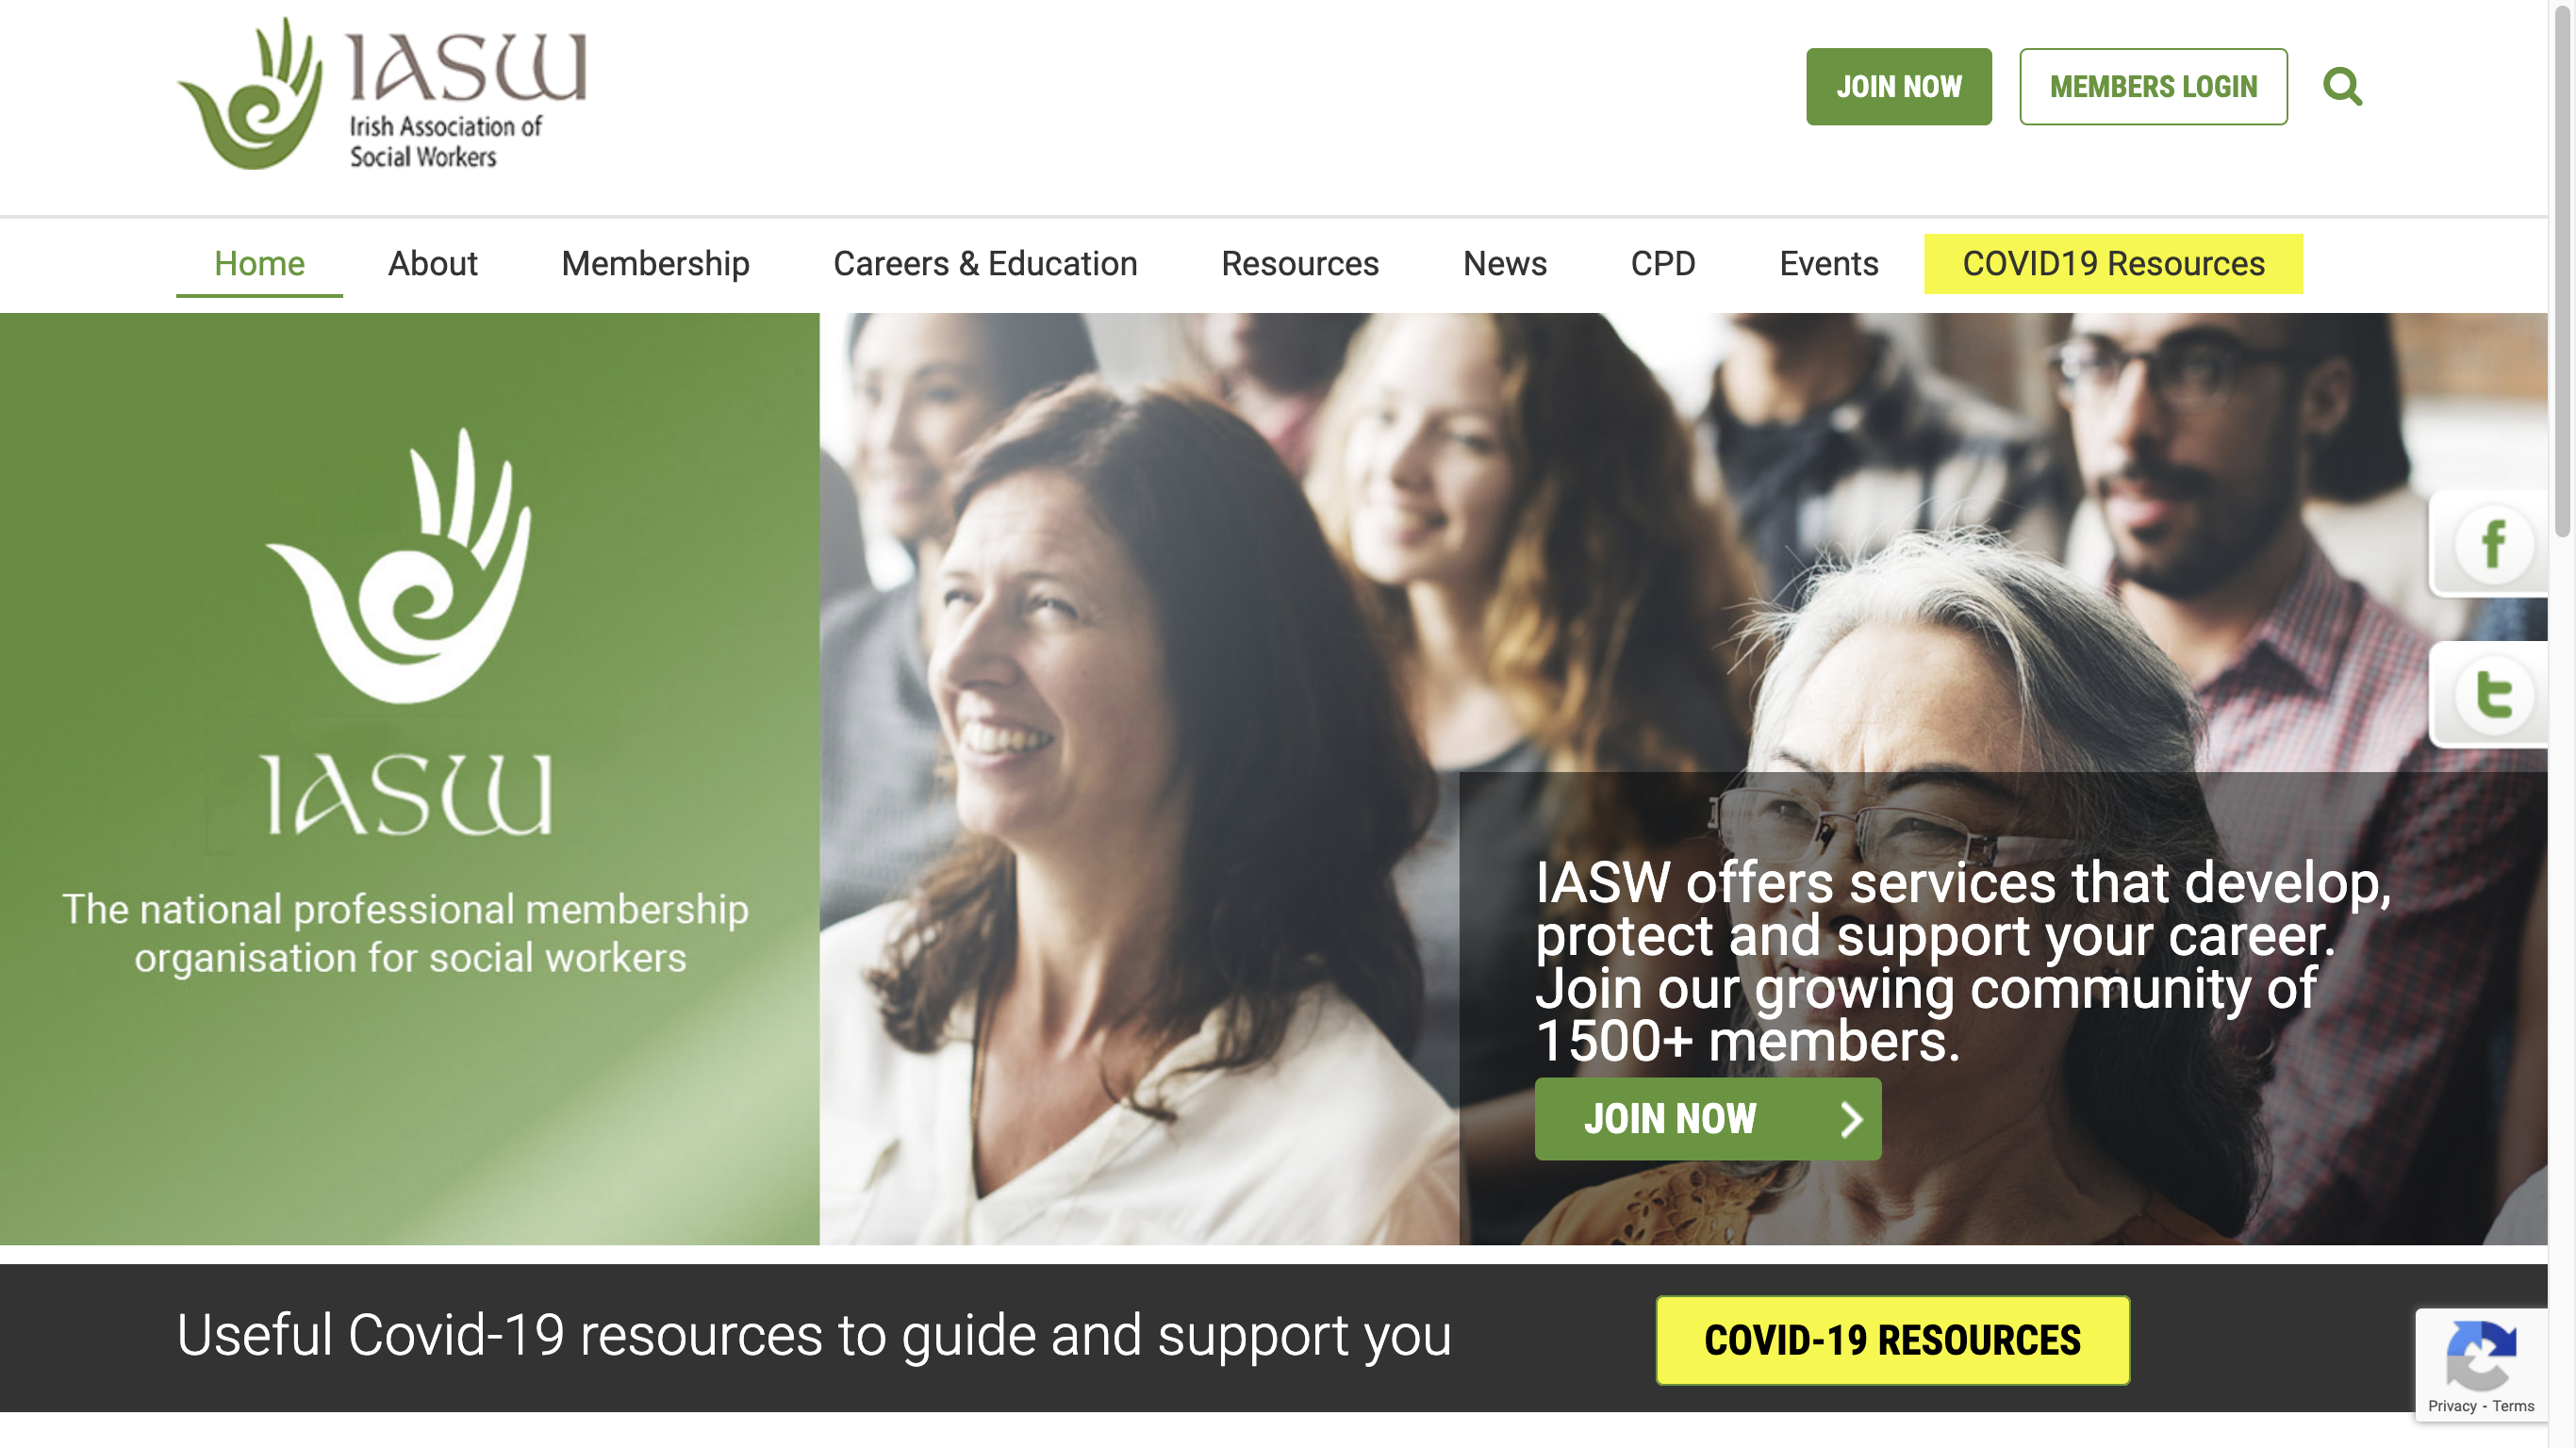 IASW
Irish Association of
Social Workers
JOIN NOW
MEMBERS LOGIN
Home
About
Membership
Careers & Education
Resources
News
CPD
Events
COVID19 Resources
IASW
The national professional membership
organisation for social workers
f
t
IASW offers services that develop,
protect and support your career.
Join our growing community of
1500+ members.
JOIN NOW
Useful Covid-19 resources to guide and support you
COVID-19 RESOURCES
Privacy - Terms